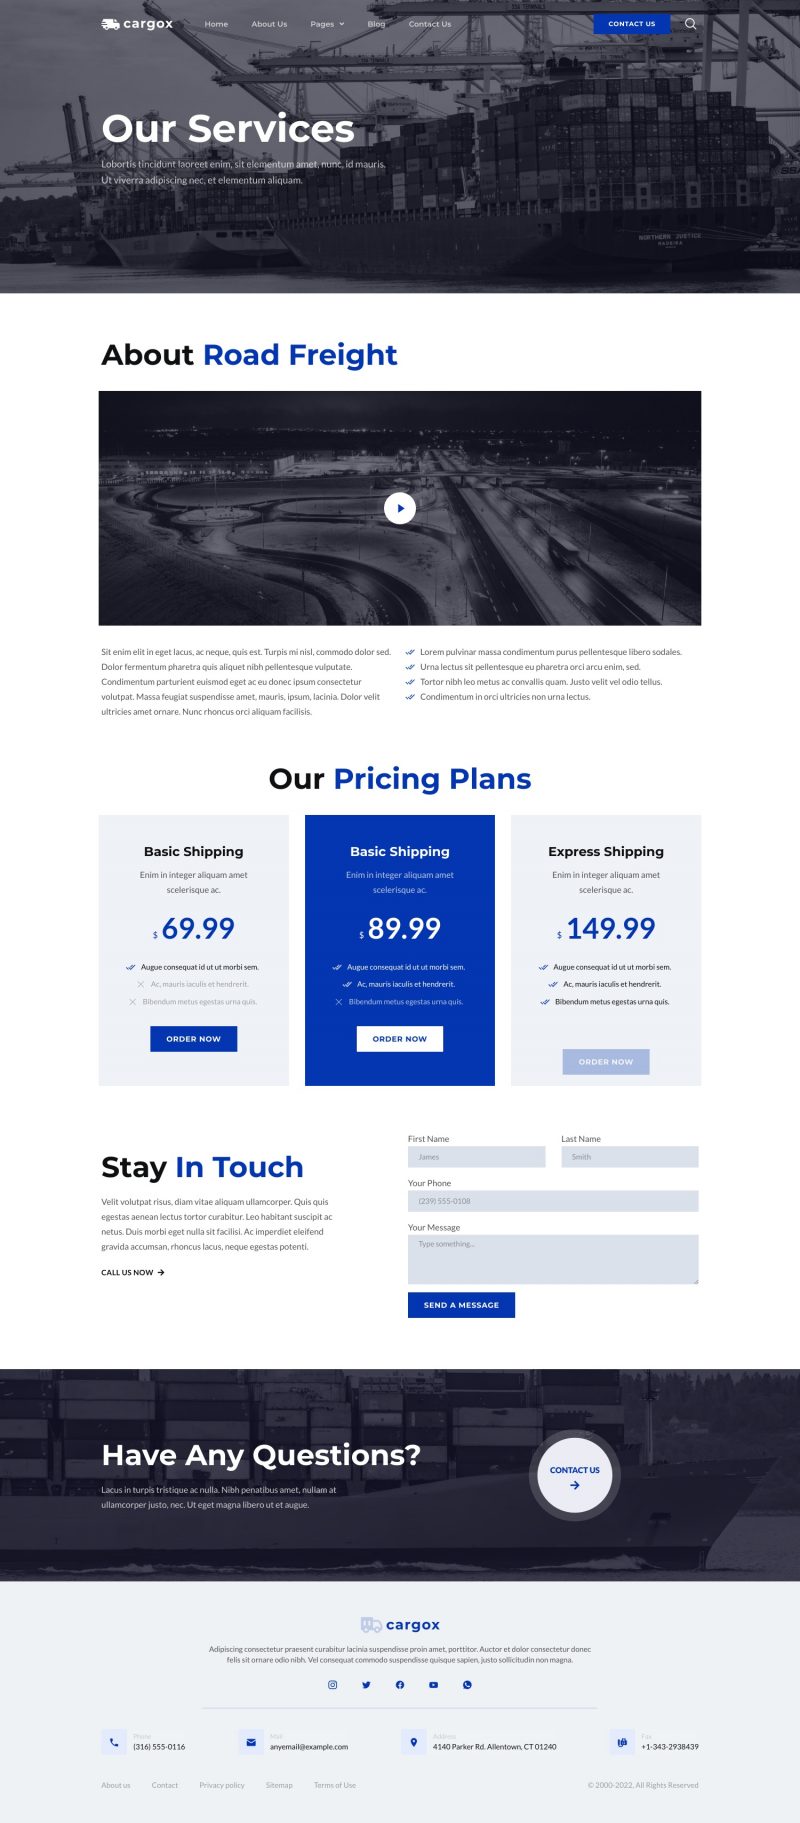 cargox
Home
About Us
Pages
Blog
Contact Us
CONTACT US
Our Services
Lobortis tincidunt laoreet enim, sit elementum amet, nunc, id mauris.
Ut viverra adipiscing nec, et elementum aliquam.
NORTHERN JUSTICE
About Road Freight
Sit enim elit in eget lacus, ac neque, quis est. Turpis mi nisl, commodo dolor sed.
Dolor fermentum pharetra quis aliquet nibh pellentesque vulputate.
Condimentum parturient euismod eget ac eu donec ipsum consectetur
volutpat. Massa feugiat suspendisse amet, mauris, ipsum, lacinia. Dolor velit
ultricies amet ornare. Nunc rhoncus orci aliquam facilisis.
Lorem pulvinar massa condimentum purus pellentesque libero sodales.
Urna lectus sit pellentesque eu pharetra orci arcu enim, sed.
Tortor nibh leo metus ac convallis quam. Justo velit vel odio tellus.
Condimentum in orci ultricies non urna lectus.
Our Pricing Plans
Basic Shipping
Enim in integer aliquam amet
scelerisque ac.
$ 69.99
Augue consequat id ut ut morbi sem.
Ac, mauris iaculis et hendrerit.
Bibendum metus egestas urna quis.
ORDER NOW
Basic Shipping
Enim in integer aliquam amet
scelerisque ac.
$ 89.99
Augue consequat id ut ut morbi sem.
Ac, mauris iaculis et hendrerit.
Bibendum metus egestas urna quis.
ORDER NOW
Express Shipping
Enim in integer aliquam amet
scelerisque ac.
$ 149.99
Augue consequat id ut ut morbi sem.
Ac, mauris iaculis et hendrerit.
Bibendum metus egestas urna quis.
ORDER NOW
Stay In Touch
Velit volutpat risus, diam vitae aliquam ullamcorper. Quis quis
egestas aenean lectus tortor curabitur. Leo habitant suscipit ac
netus. Duis morbi eget nulla sit facilisi. Ac imperdiet eleifend
gravida accumsan, rhoncus lacus, neque egestas potenti.
CALL US NOW
First Name
James
Last Name
Smith
Your Phone
(239) 555-0108
Your Message
Type something...
SEND A MESSAGE
Have Any Questions?
Lacus in turpis tristique ac nulla. Nibh penatibus amet, nullam at
ullamcorper justo, nec. Ut eget magna libero ut et augue.
CONTACT US
cargox
Adipiscing consectetur praesent curabitur lacinia suspendisse proin amet, porttitor. Auctor et dolor consectetur donec
felis sit ornare odio nibh. Vel consequat commodo suspendisse quisque sapien, justo sollicitudin non magna.
Phone
(316) 555-0116
Mail
anyemail@example.com
Address
4140 Parker Rd. Allentown, CT 01240
Fax
+1-343-2938439
About us
Contact
Privacy policy
Sitemap
Terms of Use
© 2000-2022, All Rights Reserved